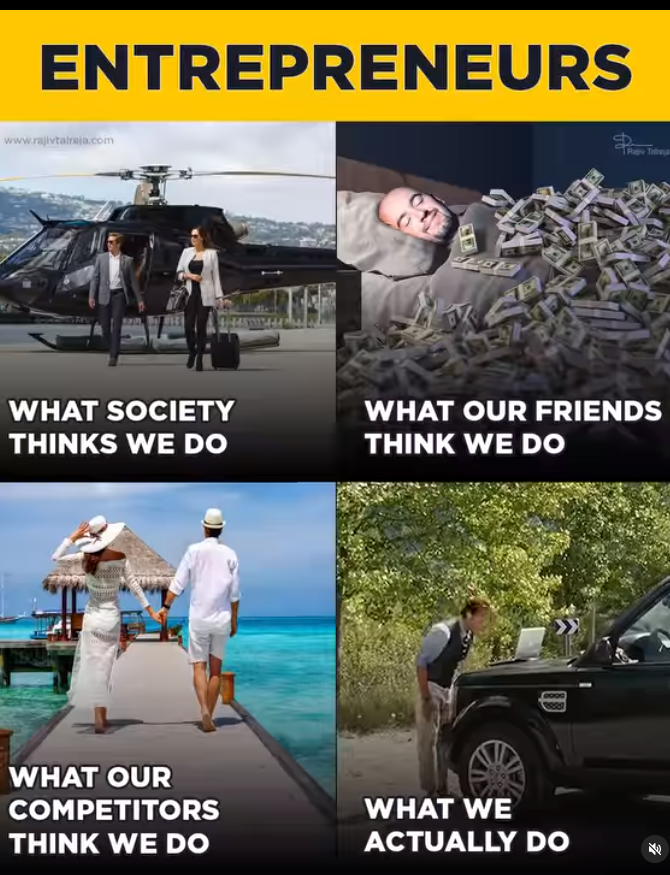 ENTREPRENEURS
www.rajivtalreja.com
Rajiv Talreja
WHAT SOCIETY
THINKS WE DO
WHAT OUR FRIENDS
THINK WE DO
WHAT OUR
COMPETITORS
THINK WE DO
WHAT WE
ACTUALLY DO